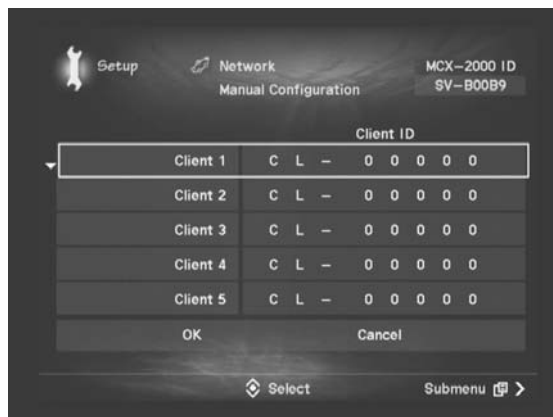 Setup Network MCX-2000 ID
Manual Configuration SV-B00B9
Client ID
Client 1 C L - 0 0 0 0 0
Client 2 C L - 0 0 0 0 0
Client 3 C L - 0 0 0 0 0
Client 4 C L - 0 0 0 0 0
Client 5 C L - 0 0 0 0 0
OK Cancel
Select Submenu